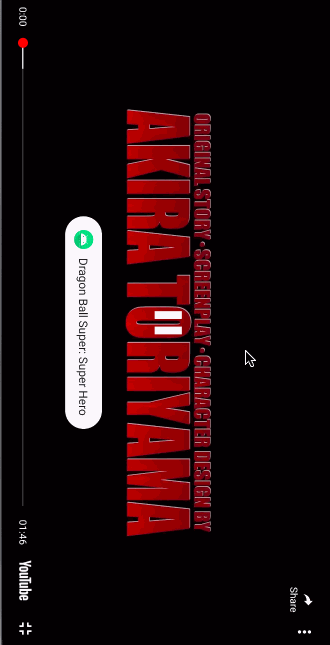 Share
ORIGINAL STORY • SCREENPLAY • CHARACTER DESIGN BY
AKIRA TORIYAMA
Dragon Ball Super: Super Hero
0:00
01:46
YouTube